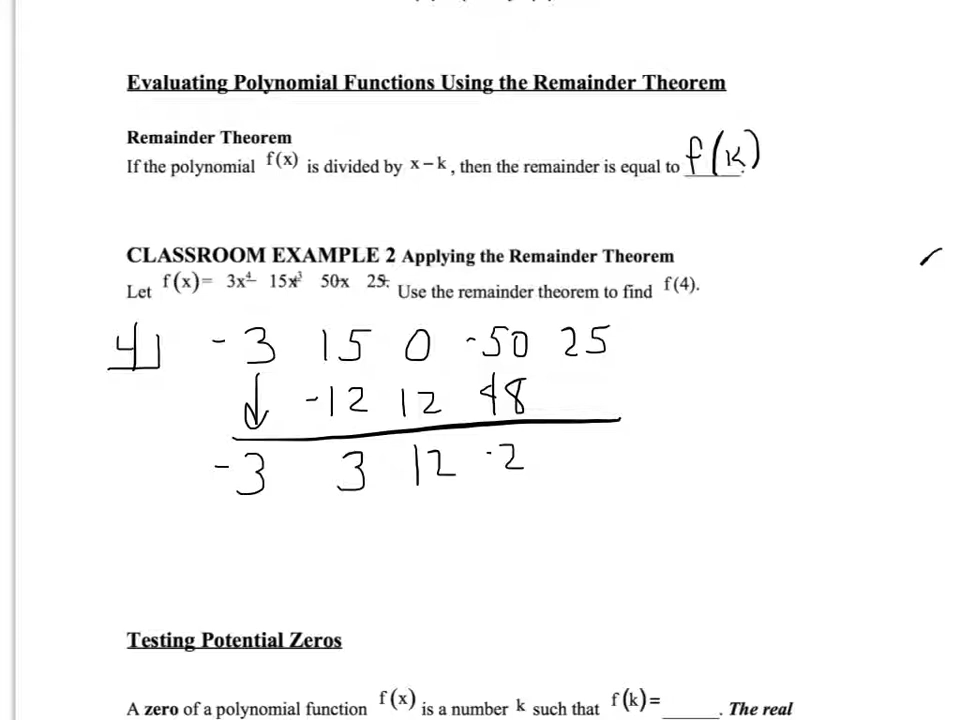 Evaluating Polynomial Functions Using the Remainder Theorem
Remainder Theorem
If the polynomial f(x) is divided by x − k, then the remainder is equal to f(k).
CLASSROOM EXAMPLE 2 Applying the Remainder Theorem
Let f(x)= 3x⁴ 15x³ 50x 25. Use the remainder theorem to find f(4).
4 -3 15 0 -50 25
↓ -12 12 48
-3 3 12 -2
Testing Potential Zeros
A zero of a polynomial function f(x) is a number k such that f(k)=______. The real